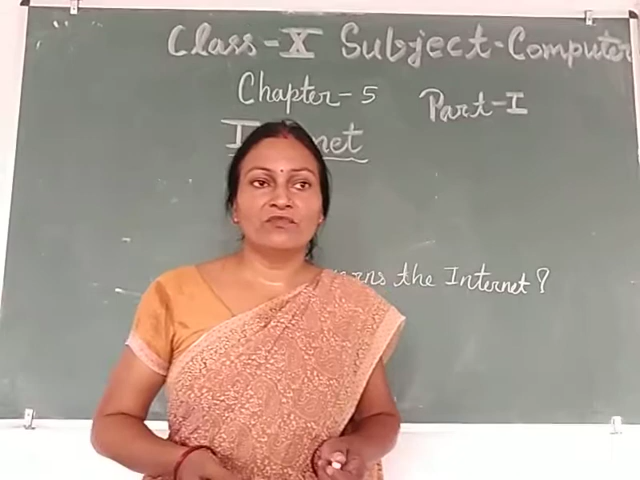 Class-X Subject-Computer
Chapter-5 Part-I
the Internet?